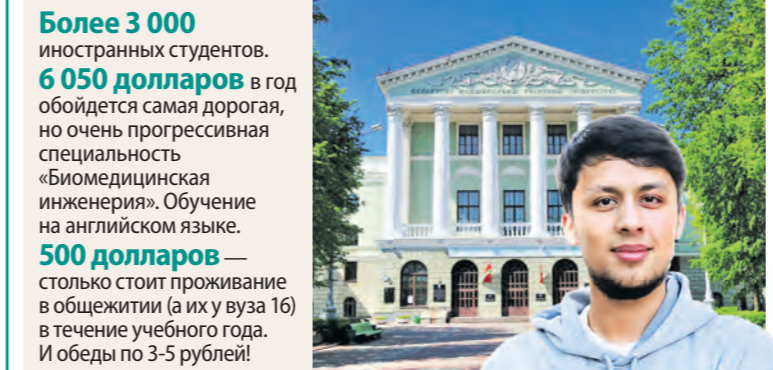 Более 3 000
иностранных студентов.
6 050 долларов в год
обойдется самая дорогая,
но очень прогрессивная
специальность
«Биомедицинская
инженерия». Обучение
на английском языке.
500 долларов —
столько стоит проживание
в общежитии (а их у вуза 16)
в течение учебного года.
И обеды по 3-5 рублей!